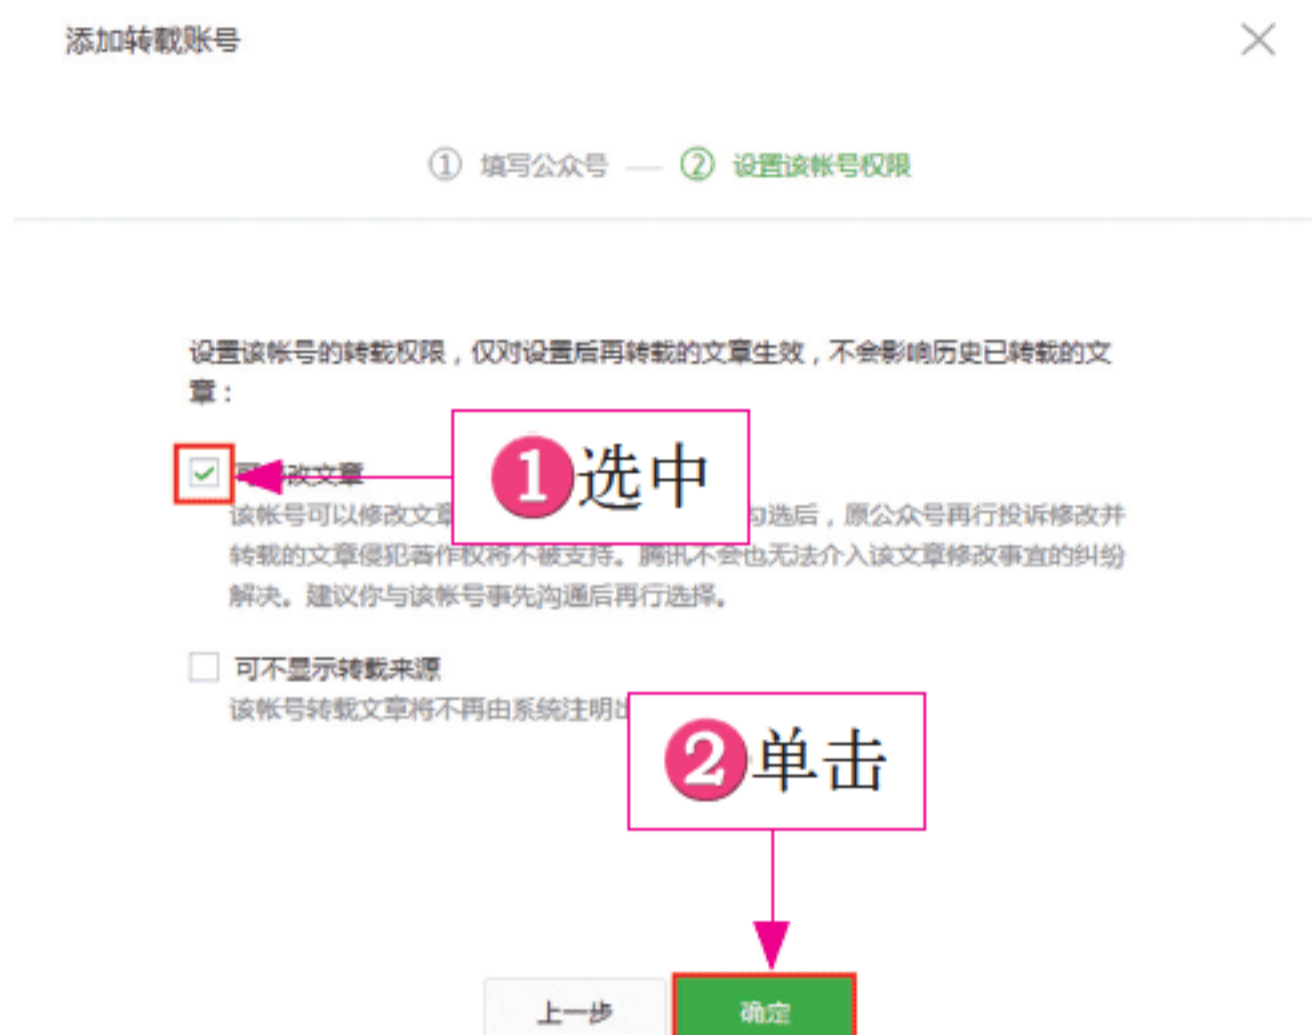 添加转载账号
① 填写公众号 — ② 设置该帐号权限
设置该帐号的转载权限，仅对设置后再转载的文章生效，不会影响历史已转载的文
章：
改文章
❶选中
该帐号可以修改文章 勾选后，原公众号再行投诉修改并
转载的文章侵犯著作权将不被支持。腾讯不会也无法介入该文章修改事宜的纠纷
解决。建议你与该帐号事先沟通后再行选择。
可不显示转载来源
该帐号转载文章将不再由系统注明
❷单击
上一步 确定